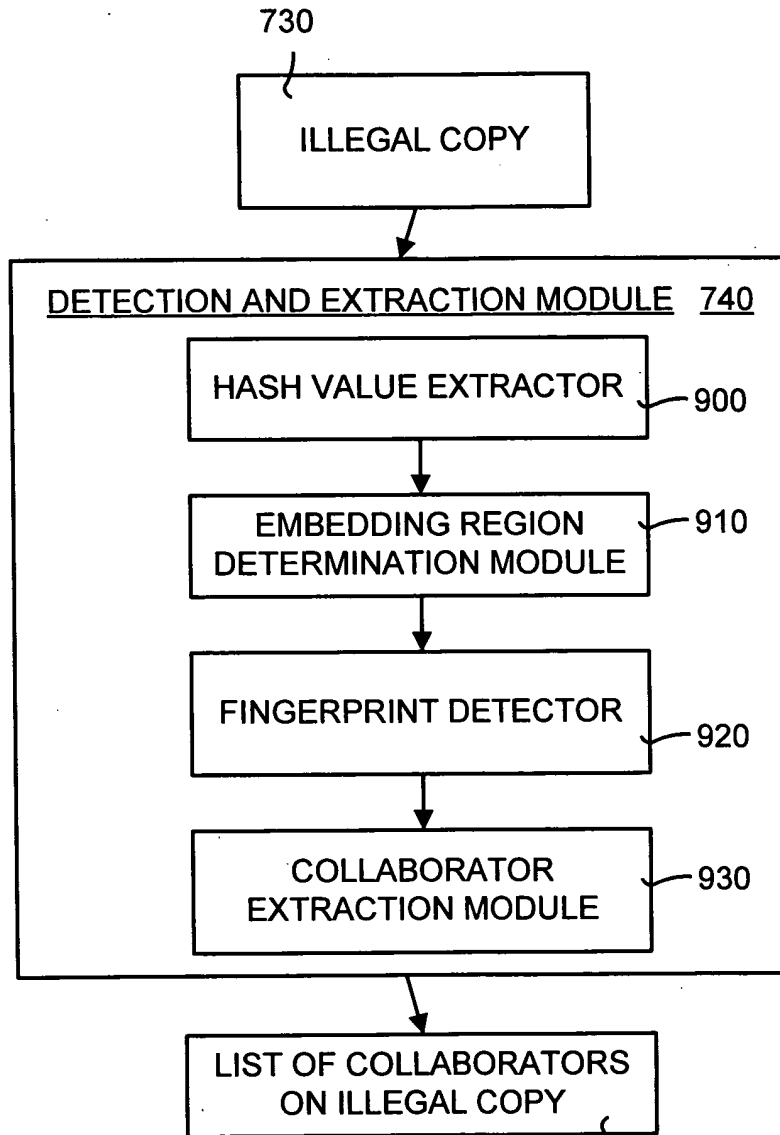 730
ILLEGAL COPY
DETECTION AND EXTRACTION MODULE 740
HASH VALUE EXTRACTOR
900
EMBEDDING REGION
DETERMINATION MODULE
910
FINGERPRINT DETECTOR
920
COLLABORATOR
EXTRACTION MODULE
930
LIST OF COLLABORATORS
ON ILLEGAL COPY